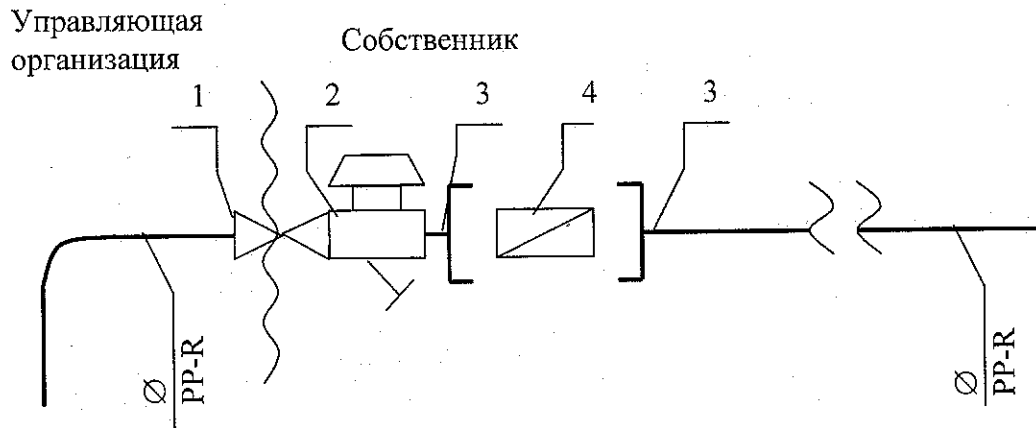 Управляющая
организация
Собственник
1
2
3
4
3
Ø
PP-R
Ø
PP-R